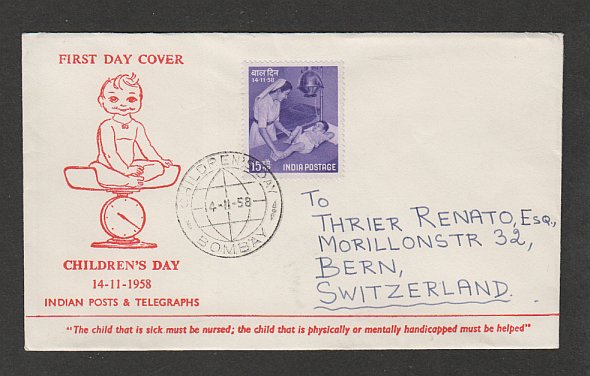 FIRST DAY COVER
बाल दिन
14-11-58
15 न.पै. NP
INDIA POSTAGE
CHILDREN'S DAY
14-11-58
BOMBAY
CHILDREN'S DAY
14-11-1958
INDIAN POSTS & TELEGRAPHS
To
THRIER RENATO, Esq.,
MORILLONSTR 32,
BERN,
SWITZERLAND.
"The child that is sick must be nursed; the child that is physically or mentally handicapped must be helped"